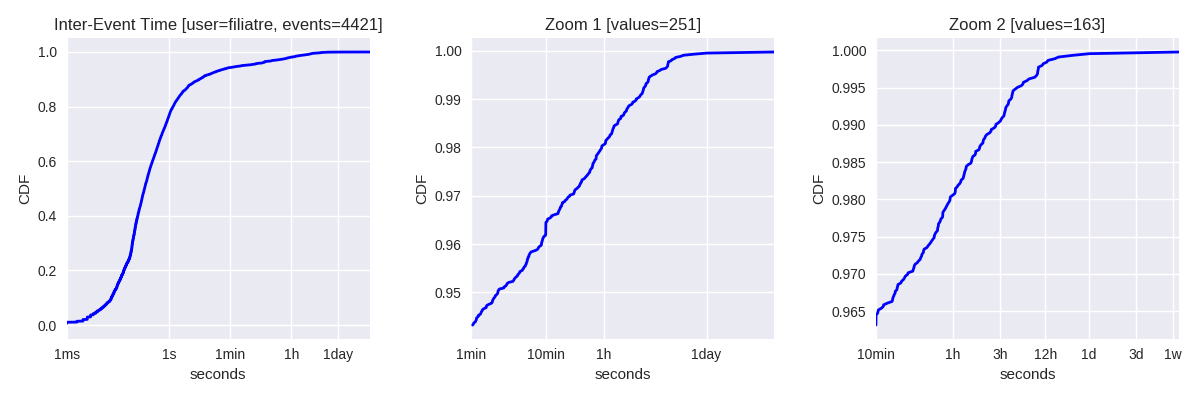 Inter-Event Time [user=filiatre, events=4421]
CDF
1.0
0.8
0.6
0.4
0.2
0.0
1ms 1s 1min 1h 1day
seconds
Zoom 1 [values=251]
CDF
1.00
0.99
0.98
0.97
0.96
0.95
1min 10min 1h 1day
seconds
Zoom 2 [values=163]
CDF
1.000
0.995
0.990
0.985
0.980
0.975
0.970
0.965
10min 1h 3h 12h 1d 3d 1w
seconds